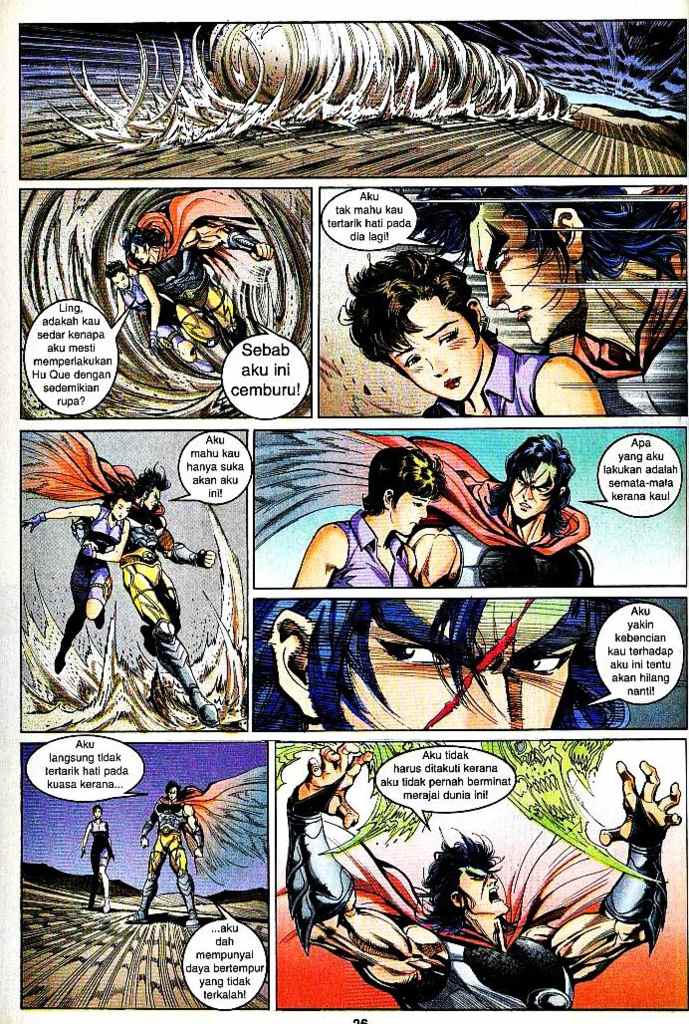 Ling,
adakah kau
sedar kenapa
aku mesti
memperlakukan
Hu Que dengan
sedemikian
rupa?
Sebab
aku ini
cemburu!
Aku
tak mahu kau
tertarik hati pada
dia lagi!
Aku
mahu kau
hanya suka
akan aku
ini!
Apa
yang aku
lakukan adalah
semata-mata
kerana kau!
Aku
yakin
kebencian
kau terhadap
aku ini tentu
akan hilang
nanti!
Aku
langsung tidak
tertarik hati pada
kuasa kerana...
...aku
dah
mempunyai
daya bertempur
yang tidak
terkalah!
Aku tidak
harus ditakuti kerana
aku tidak pernah berminat
merajai dunia ini!
26